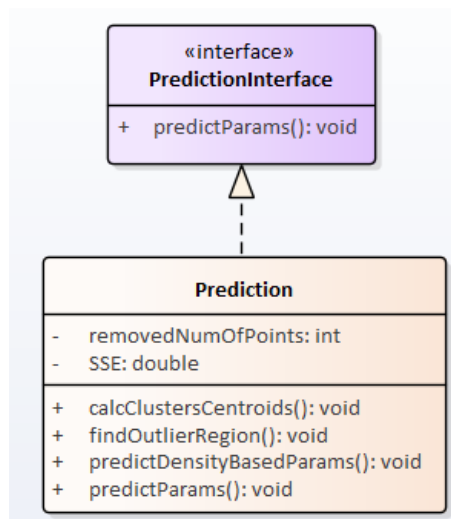 «interface»
PredictionInterface
+ predictParams(): void
Prediction
- removedNumOfPoints: int
- SSE: double
+ calcClustersCentroids(): void
+ findOutlierRegion(): void
+ predictDensityBasedParams(): void
+ predictParams(): void